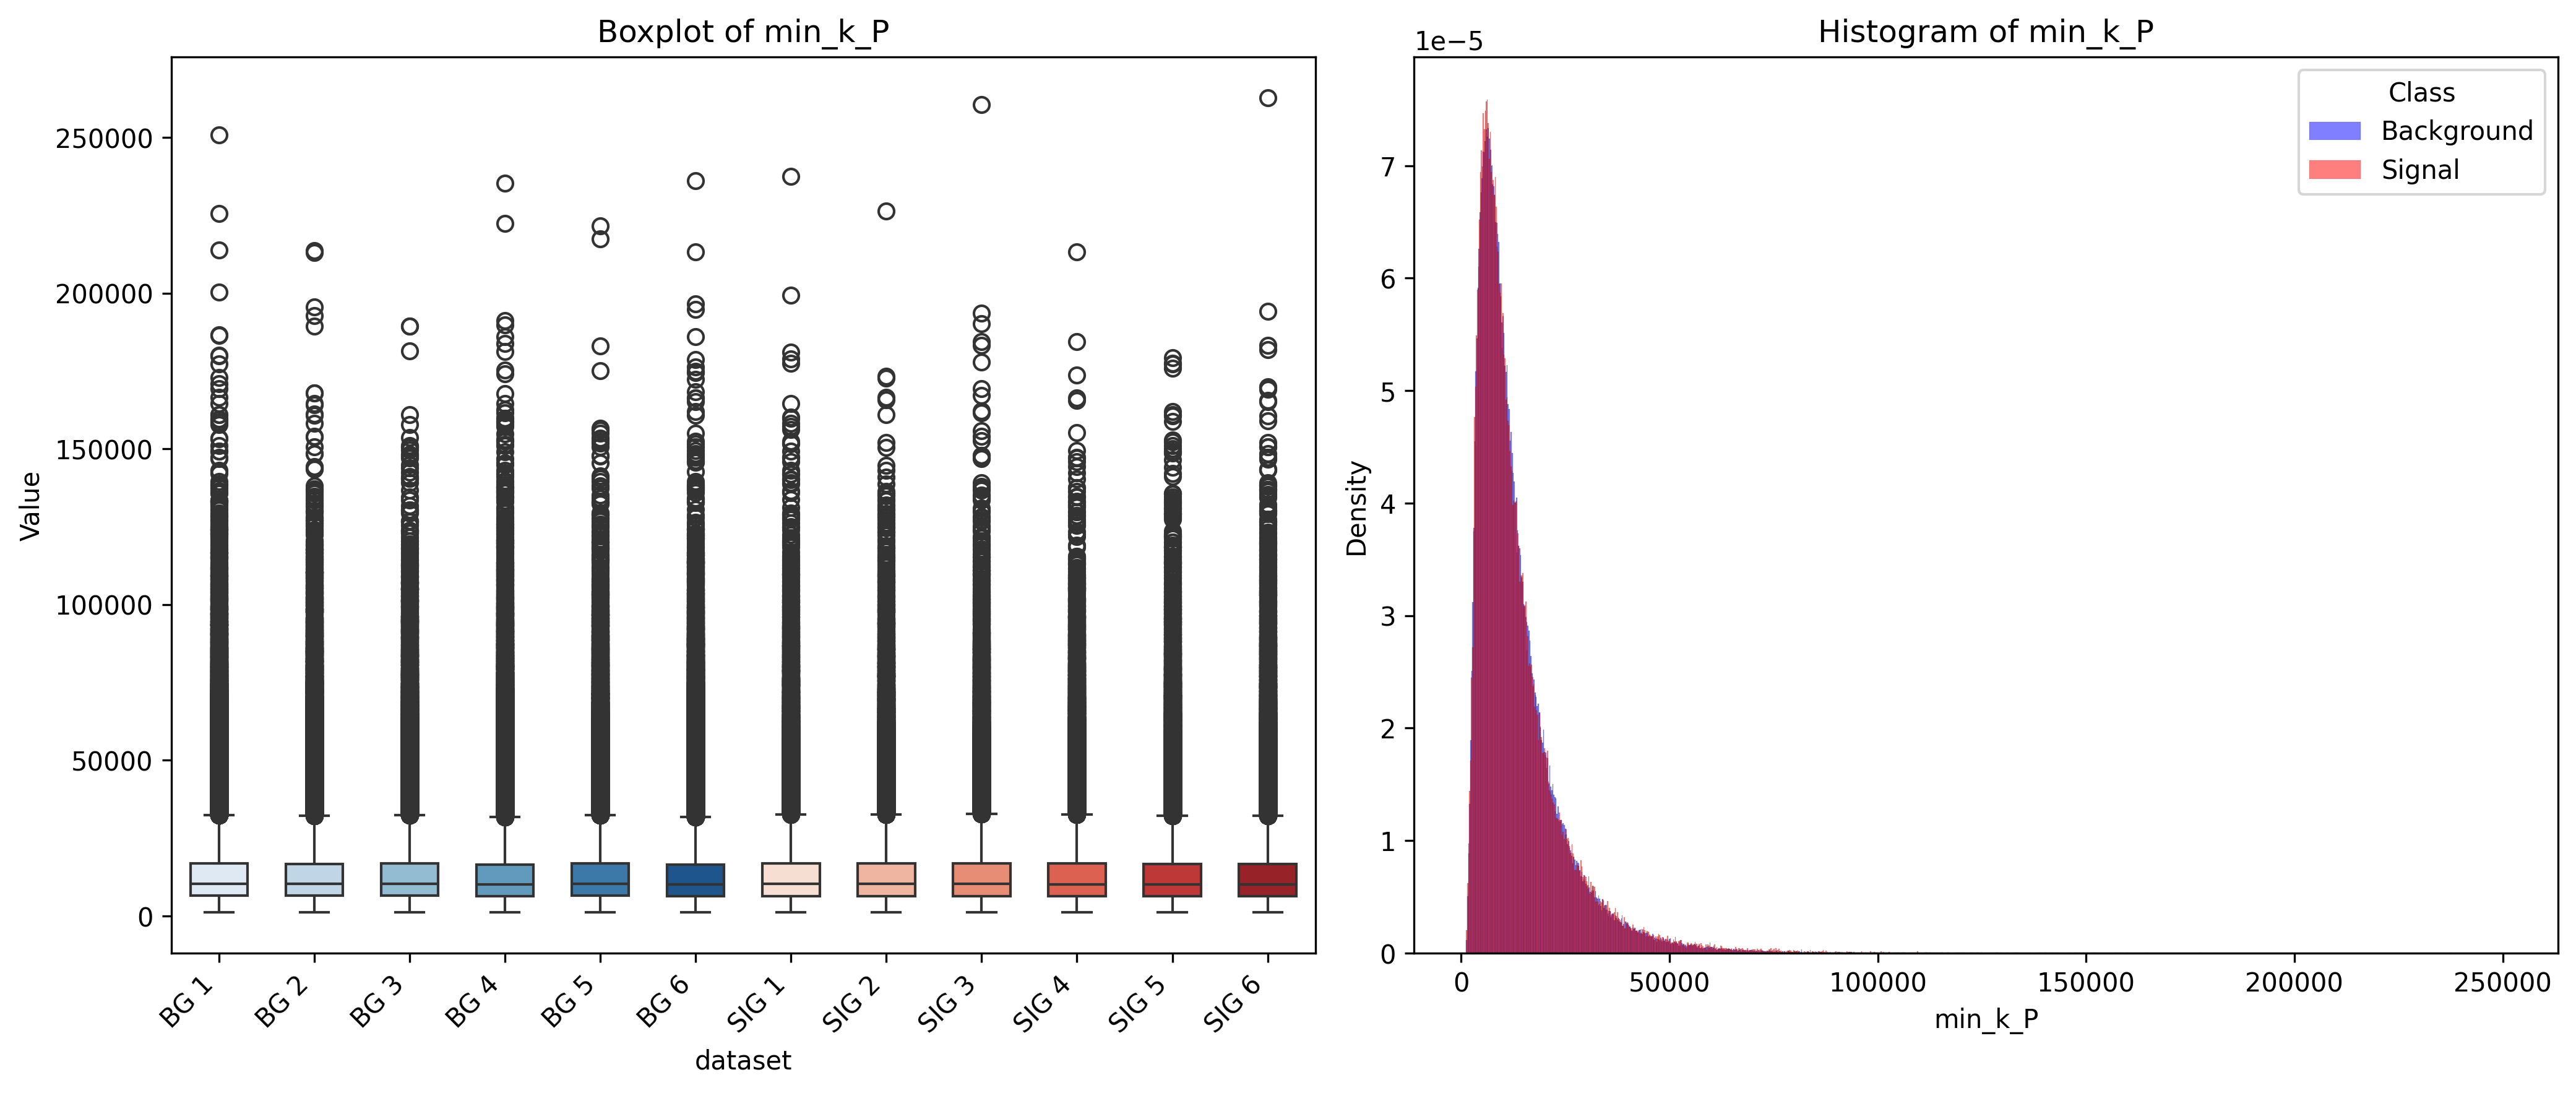 Boxplot of min_k_P
Value
250000
200000
150000
100000
50000
0
BG 1
BG 2
BG 3
BG 4
BG 5
BG 6
SIG 1
SIG 2
SIG 3
SIG 4
SIG 5
SIG 6
dataset
Histogram of min_k_P
1e−5
Density
7
6
5
4
3
2
1
0
0
50000
100000
150000
200000
250000
min_k_P
Class
Background
Signal